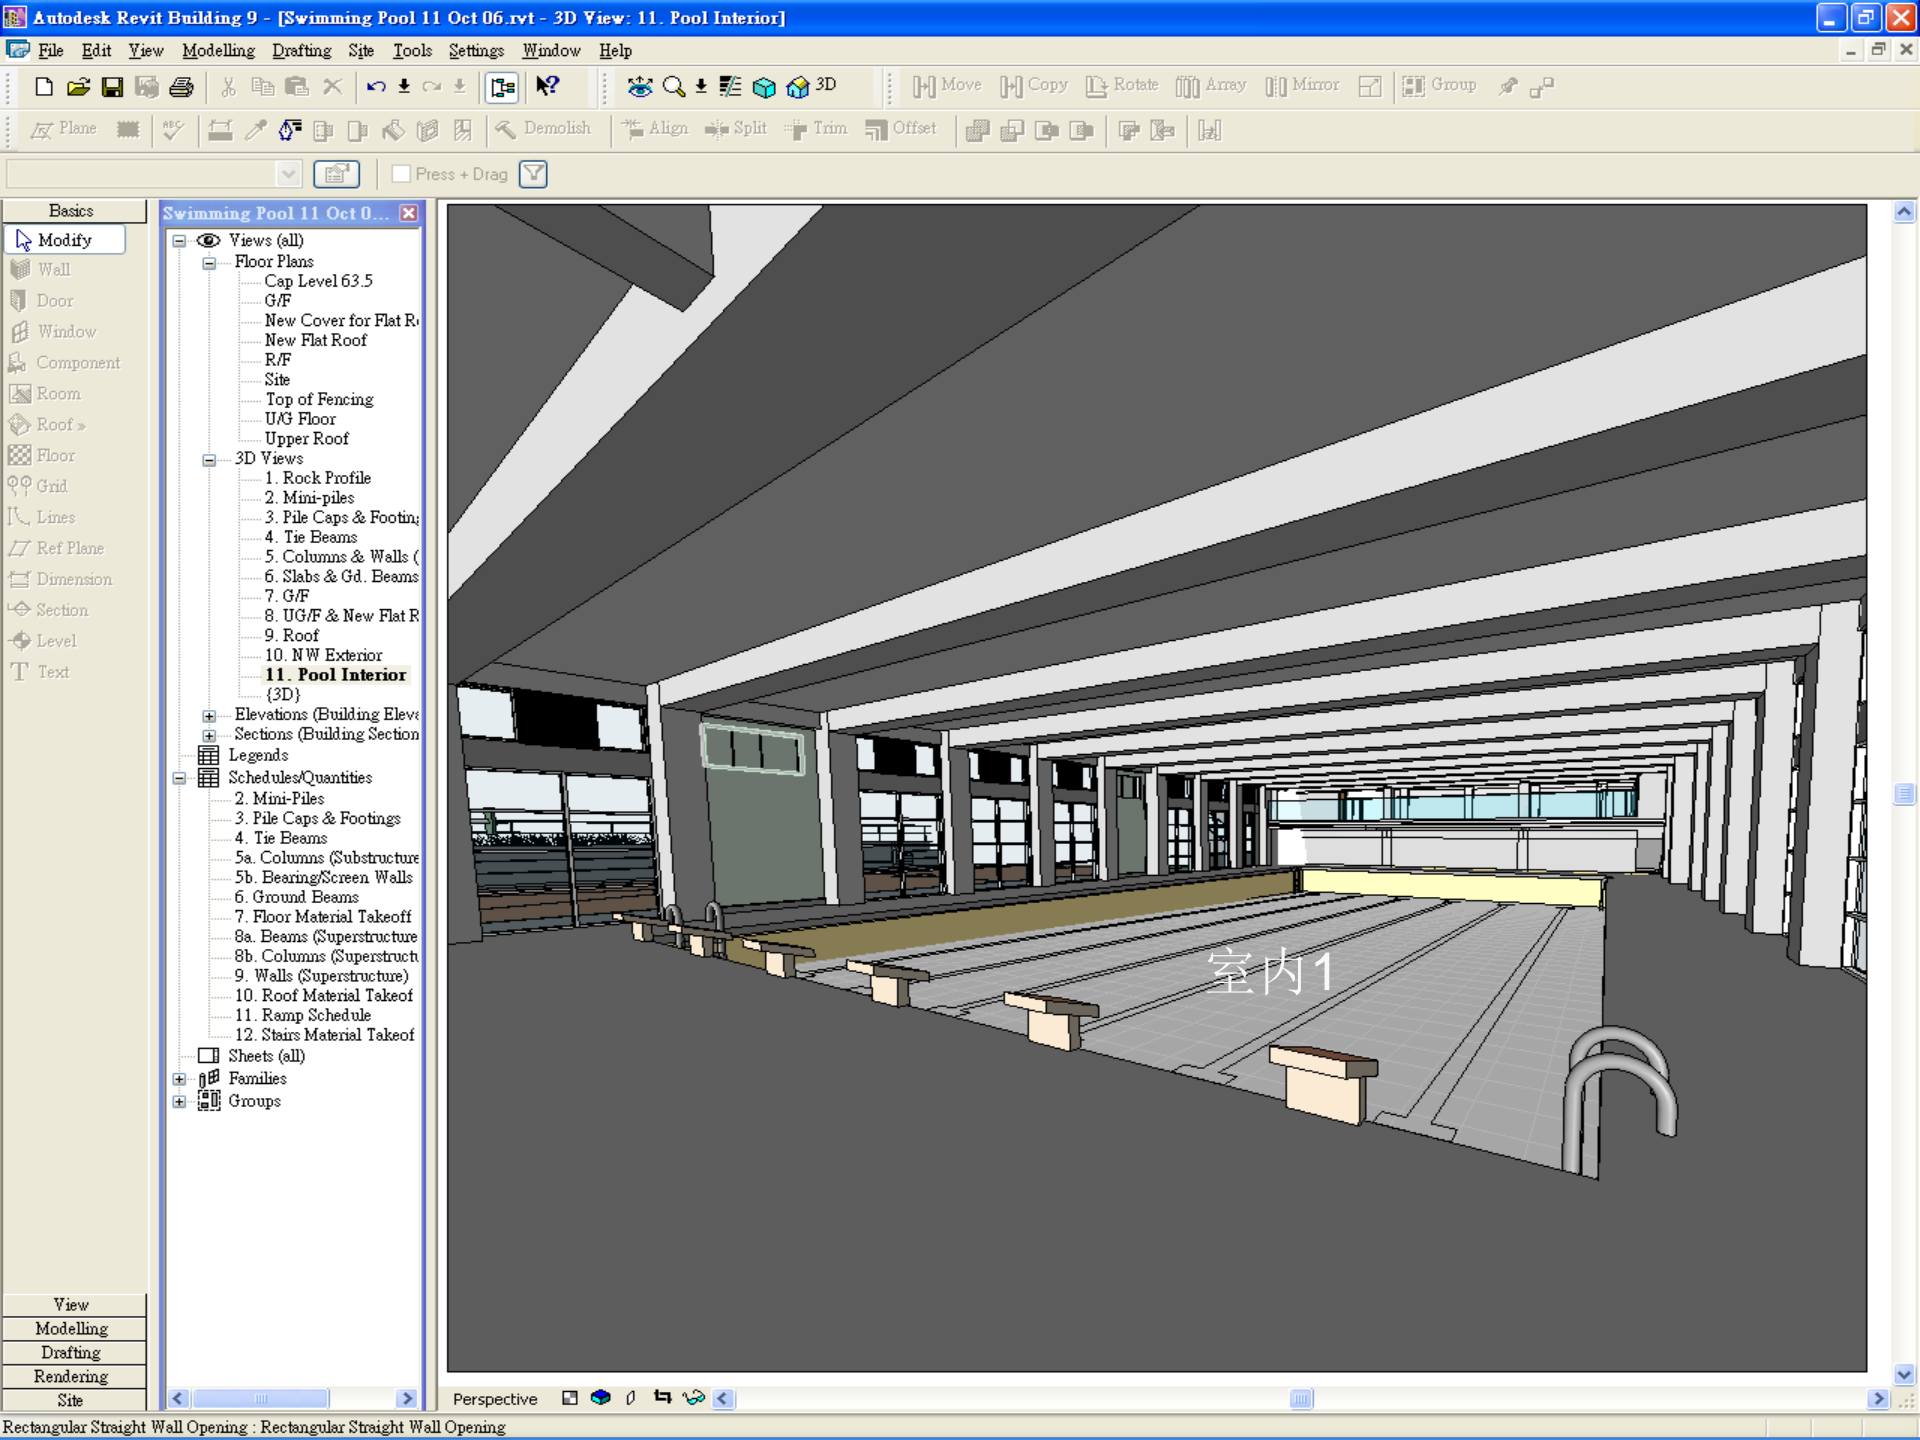 Autodesk Revit Building 9 - [Swimming Pool 11 Oct 06.rvt - 3D View: 11. Pool Interior]
File Edit View Modelling Drafting Site Tools Settings Window Help
3D Move Copy Rotate Array Mirror Group
Plane Demolish Align Split Trim Offset
Press + Drag
Basics
Modify
Wall
Door
Window
Component
Room
Roof »
Floor
Grid
Lines
Ref Plane
Dimension
Section
Level
Text
View
Modelling
Drafting
Rendering
Site
Swimming Pool 11 Oct 0...
Views (all)
Floor Plans
Cap Level 63.5
G/F
New Cover for Flat R
New Flat Roof
R/F
Site
Top of Fencing
U/G Floor
Upper Roof
3D Views
1. Rock Profile
2. Mini-piles
3. Pile Caps & Footin
4. Tie Beams
5. Columns & Walls (
6. Slabs & Gd. Beams
7. G/F
8. UG/F & New Flat R
9. Roof
10. NW Exterior
11. Pool Interior
{3D}
Elevations (Building Eleva
Sections (Building Section
Legends
Schedules/Quantities
2. Mini-Piles
3. Pile Caps & Footings
4. Tie Beams
5a. Columns (Substructure
5b. Bearing/Screen Walls
6. Ground Beams
7. Floor Material Takeoff
8a. Beams (Superstructure
8b. Columns (Superstructu
9. Walls (Superstructure)
10. Roof Material Takeof
11. Ramp Schedule
12. Stairs Material Takeof
Sheets (all)
Families
Groups
室内1
Perspective
Rectangular Straight Wall Opening : Rectangular Straight Wall Opening